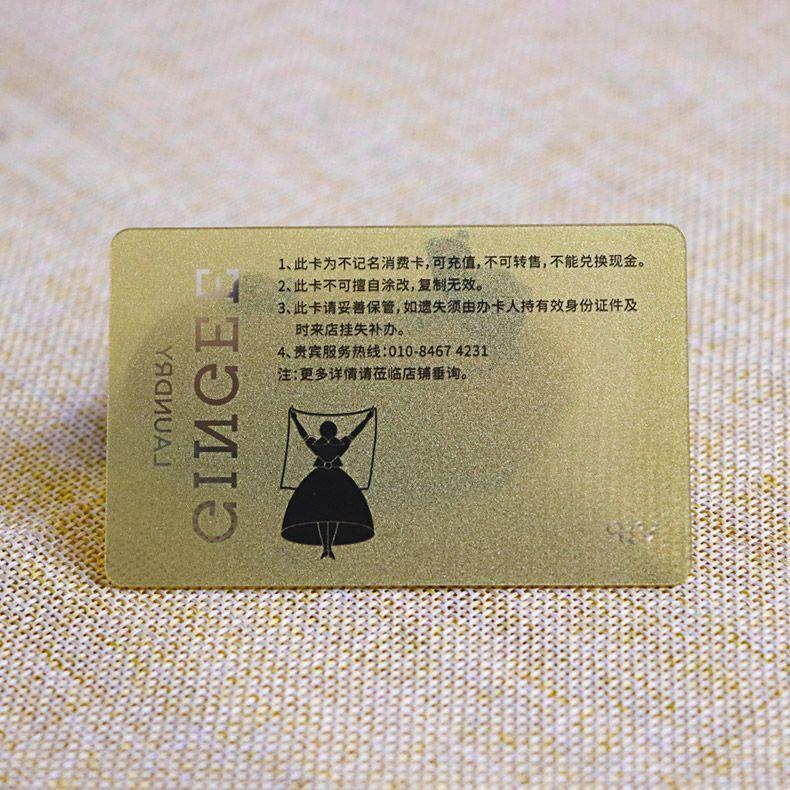 1、此卡为不记名消费卡，可充值，不可转售，不能兑换现金。
2、此卡不可擅自涂改，复制无效。
3、此卡请妥善保管，如遗失须由办卡人持有效身份证件及
时来店挂失补办。
4、贵宾服务热线：010-8467 4231
注：更多详情请莅临店铺垂询。
GINGEE
LAUNDRY